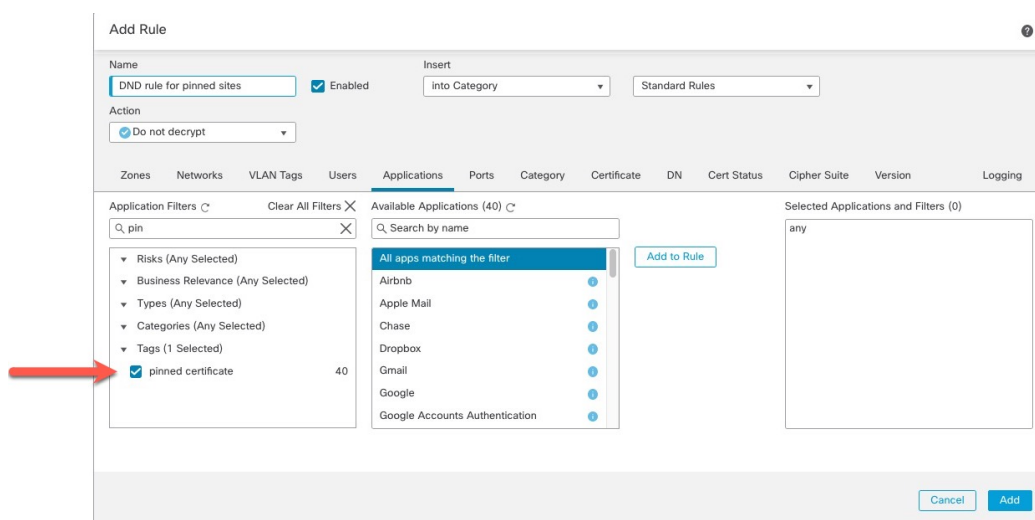 Add Rule
Name
Insert
DND rule for pinned sites
Enabled
into Category
Standard Rules
Action
Do not decrypt
Zones Networks VLAN Tags Users Applications Ports Category Certificate DN Cert Status Cipher Suite Version Logging
Application Filters Clear All Filters Available Applications (40) Selected Applications and Filters (0)
pin
Search by name
any
Risks (Any Selected)
Business Relevance (Any Selected)
Types (Any Selected)
Categories (Any Selected)
Tags (1 Selected)
pinned certificate 40
All apps matching the filter
Airbnb
Apple Mail
Chase
Dropbox
Gmail
Google
Google Accounts Authentication
Add to Rule
Cancel
Add